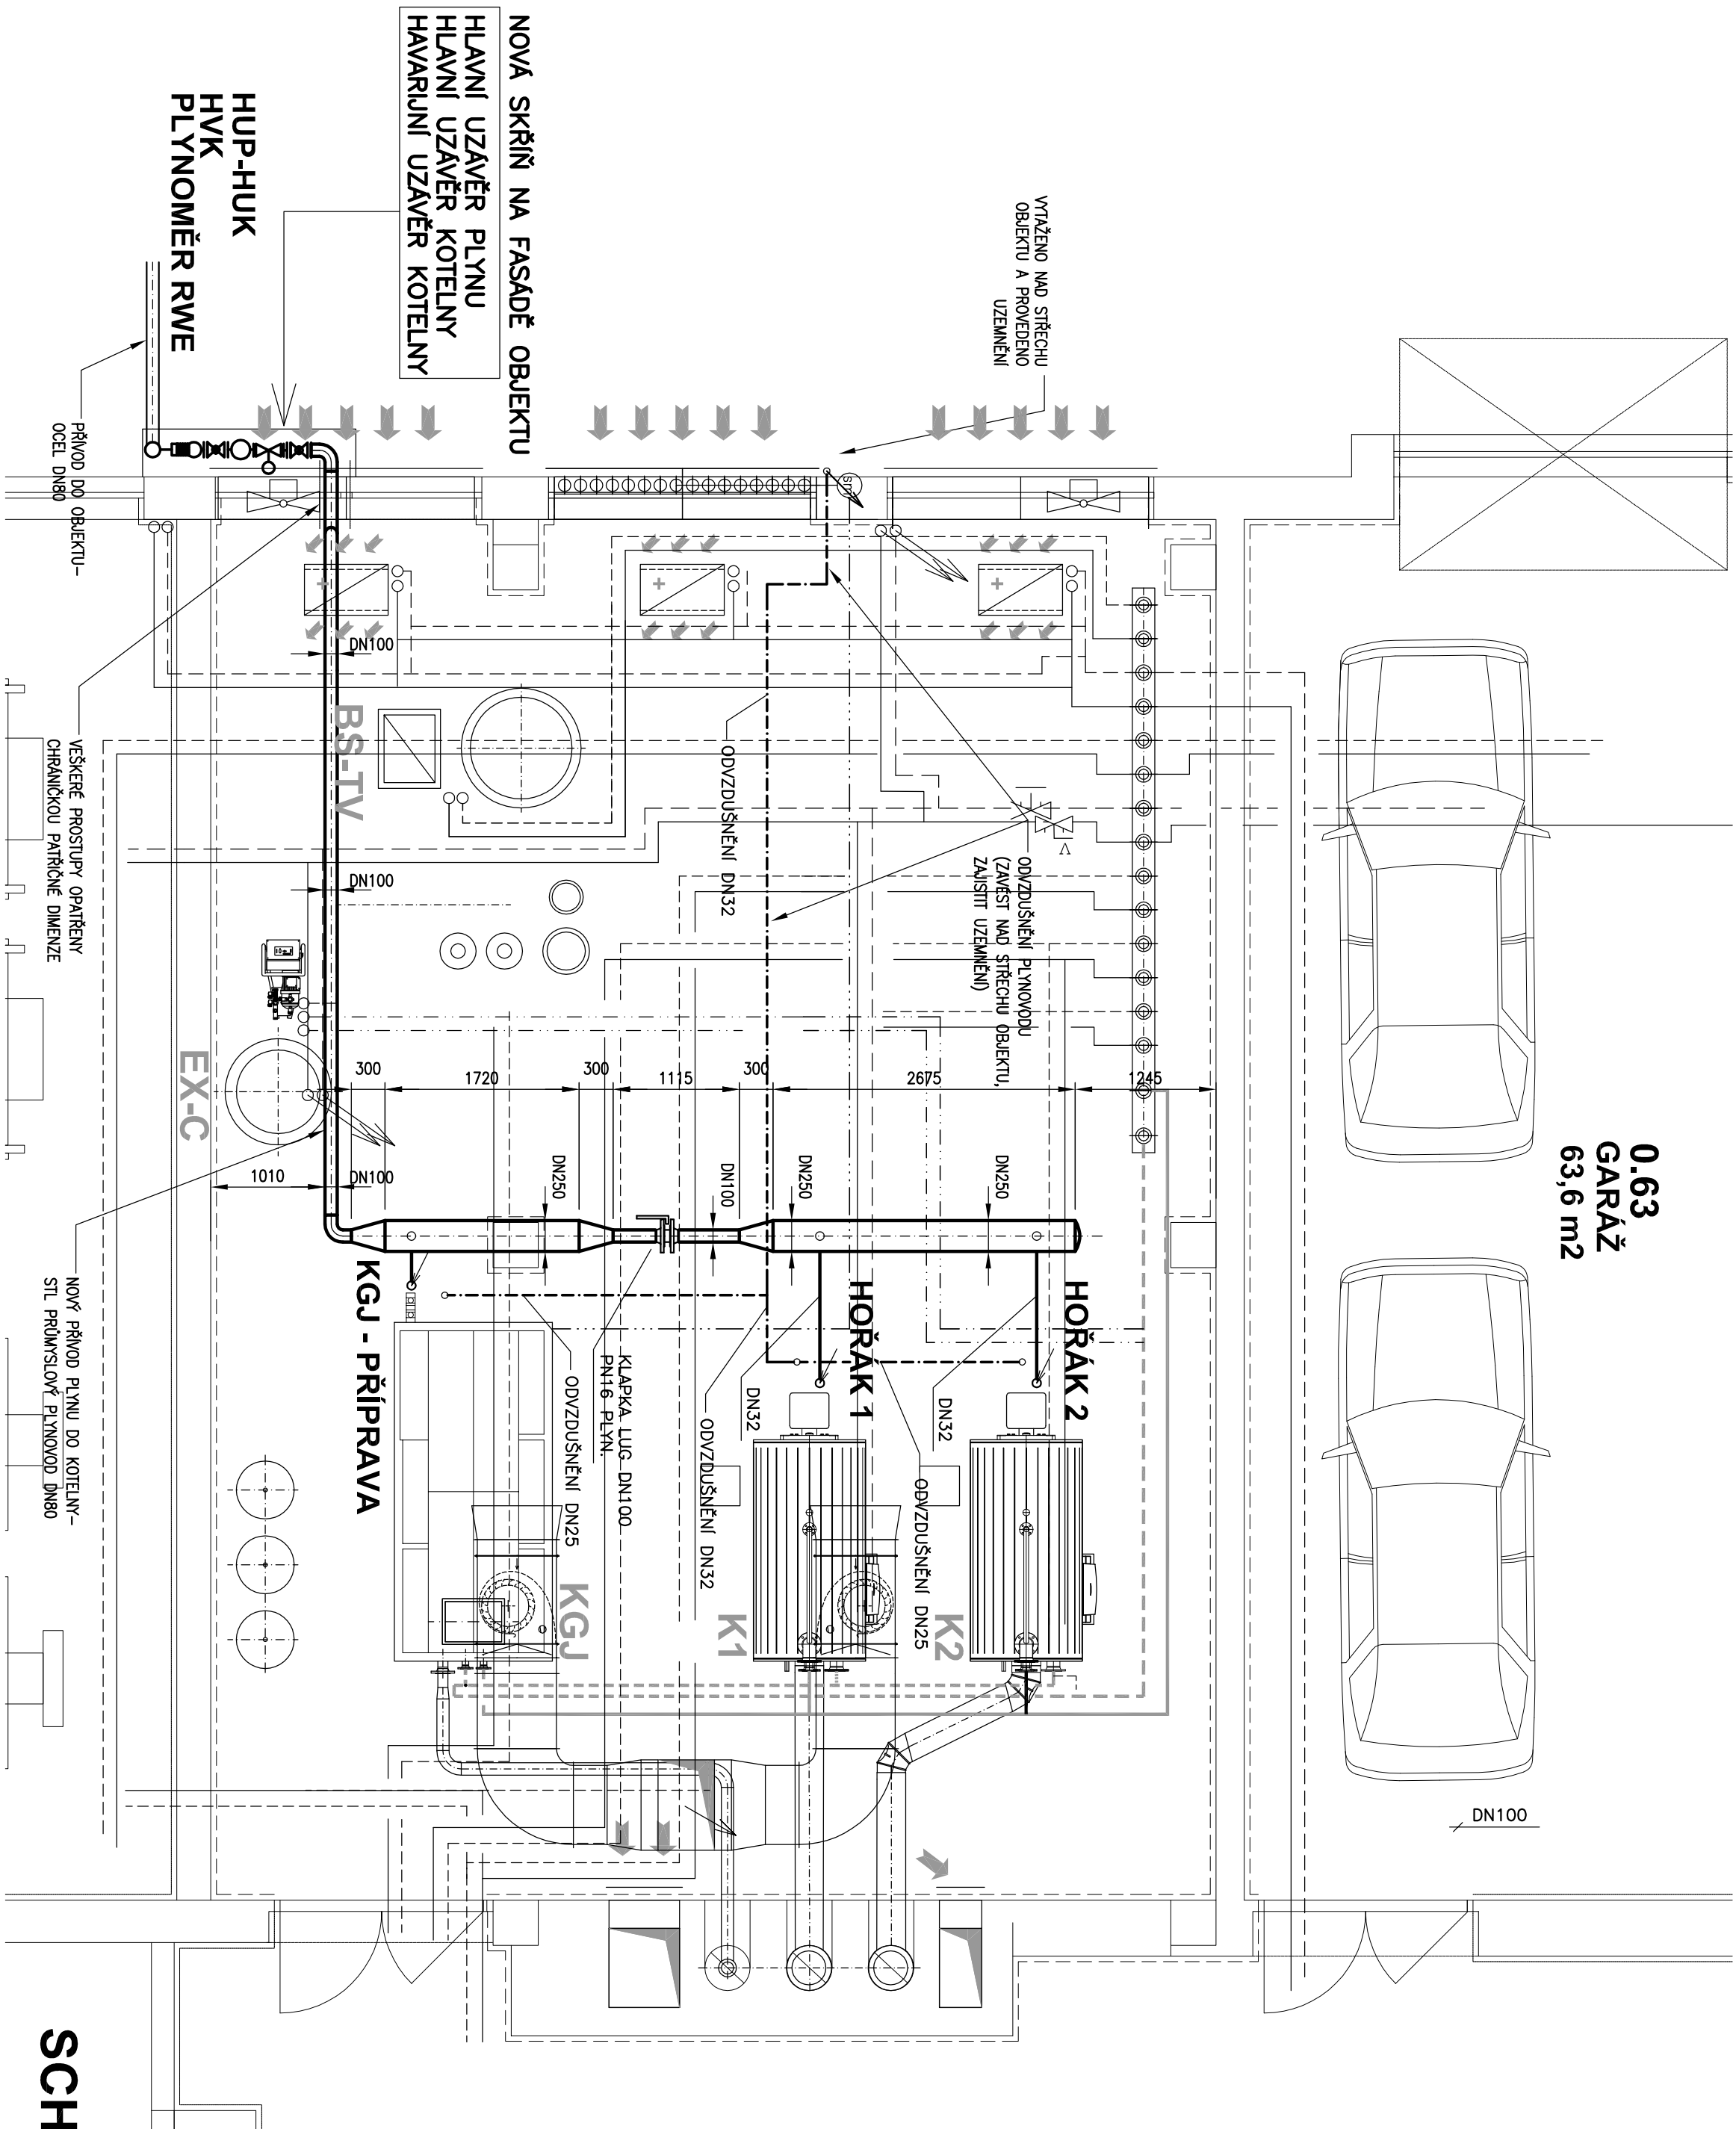 NOVÁ SKŘÍŇ NA FASÁDĚ OBJEKTU
HLAVNÍ UZÁVĚR PLYNU
HLAVNÍ UZÁVĚR KOTELNY
HAVARIJNÍ UZÁVĚR KOTELNY
HUP-HUK
HVK
PLYNOMĚR RWE
VYTAŽENO NAD STŘECHU
OBJEKTU A PROVEDENO
UZEMNĚNÍ
PŘÍVOD DO OBJEKTU-
OCEL DN80
VEŠKERÉ PROSTUPY OPATŘENY
CHRÁNIČKOU PATŘIČNÉ DIMENZE
NOVÝ PŘÍVOD PLYNU DO KOTELNY-
STL PRŮMYSLOVÝ PLYNOVOD DN80
DN100
BS-TV
DN100
EX-C
1010
DN100
ODVZDUŠNĚNÍ DN32
ODVZDUŠNĚNÍ PLYNOVODU
(ZAVÉST NAD STŘECHU OBJEKTU,
ZAJISTIT UZEMNĚNÍ)
300
1720
300
1115
300
2675
1245
DN250
DN100
DN250
DN250
KGJ - PŘÍPRAVA
HOŘÁK 1
HOŘÁK 2
KLAPKA LUG DN100
PN16 PLYN.
ODVZDUŠNĚNÍ DN25
ODVZDUŠNĚNÍ DN32
DN32
DN32
ODVZDUŠNĚNÍ DN25
KGJ
K1
K2
0.63
GARÁŽ
63,6 m2
DN100
SCH